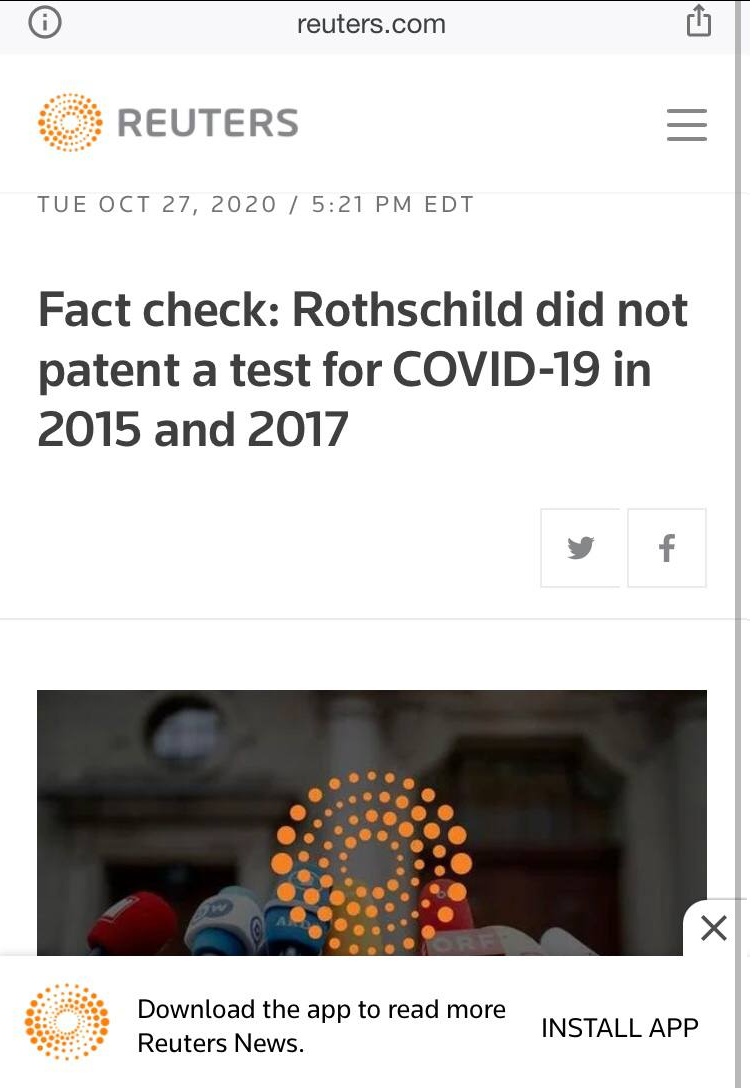 reuters.com
REUTERS
TUE OCT 27, 2020 / 5:21 PM EDT
Fact check: Rothschild did not
patent a test for COVID-19 in
2015 and 2017
DW
ORF
Download the app to read more
Reuters News.
INSTALL APP